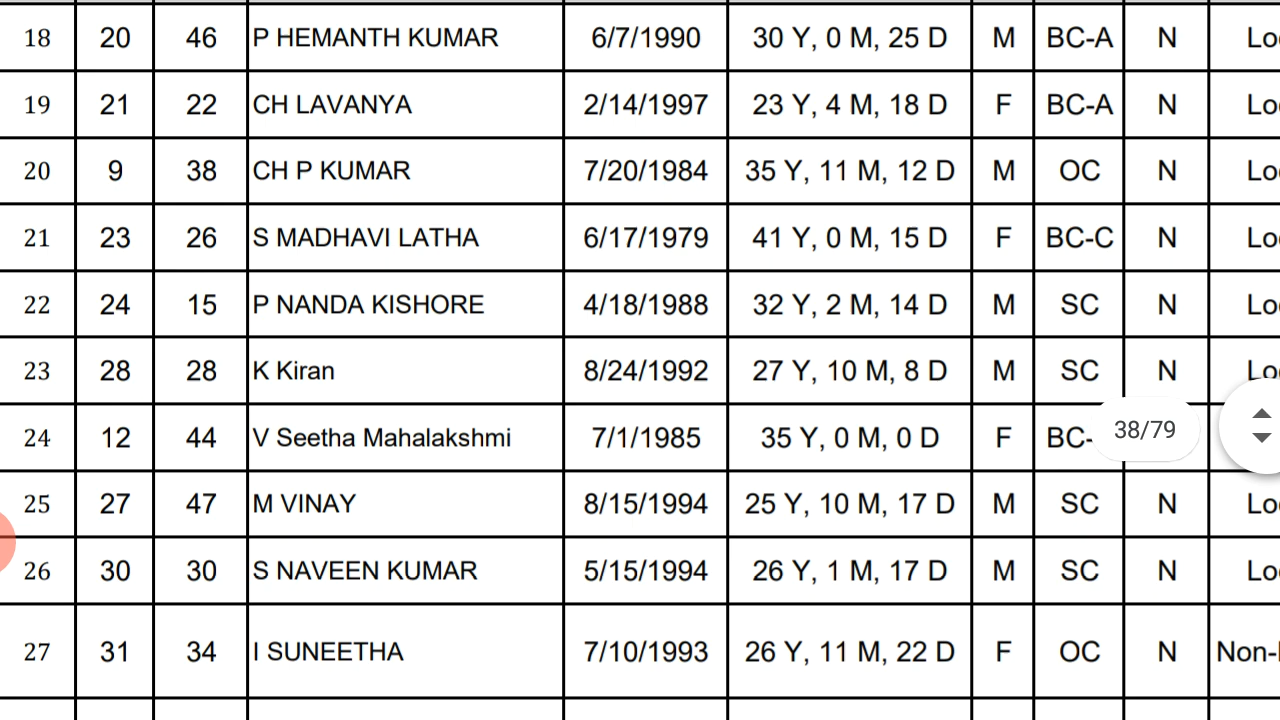 18 20 46 P HEMANTH KUMAR 6/7/1990 30 Y, 0 M, 25 D M BC-A N
19 21 22 CH LAVANYA 2/14/1997 23 Y, 4 M, 18 D F BC-A N
20 9 38 CH P KUMAR 7/20/1984 35 Y, 11 M, 12 D M OC N
21 23 26 S MADHAVI LATHA 6/17/1979 41 Y, 0 M, 15 D F BC-C N
22 24 15 P NANDA KISHORE 4/18/1988 32 Y, 2 M, 14 D M SC N
23 28 28 K Kiran 8/24/1992 27 Y, 10 M, 8 D M SC N
24 12 44 V Seetha Mahalakshmi 7/1/1985 35 Y, 0 M, 0 D F BC- 38/79
25 27 47 M VINAY 8/15/1994 25 Y, 10 M, 17 D M SC N
26 30 30 S NAVEEN KUMAR 5/15/1994 26 Y, 1 M, 17 D M SC N
27 31 34 I SUNEETHA 7/10/1993 26 Y, 11 M, 22 D F OC N Non-